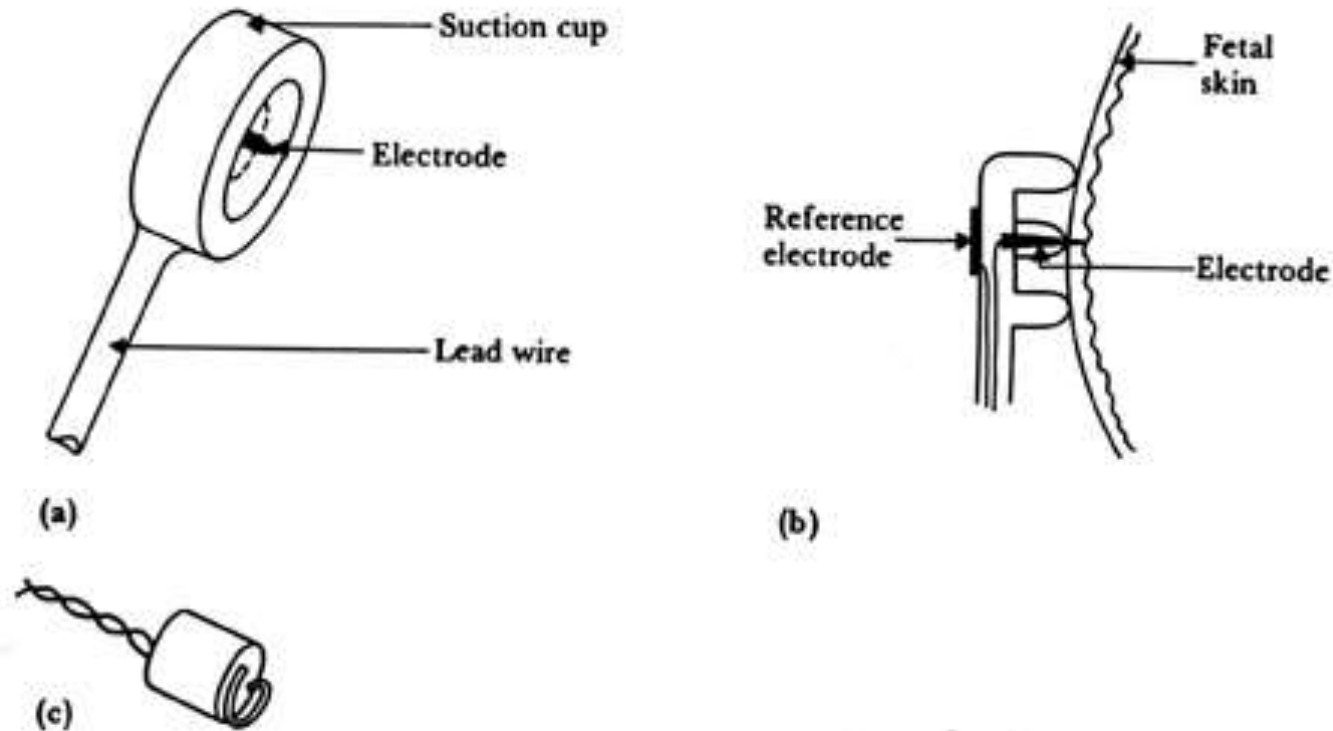 Suction cup
Electrode
Lead wire
(a)
Fetal
skin
Reference
electrode
Electrode
(b)
(c)